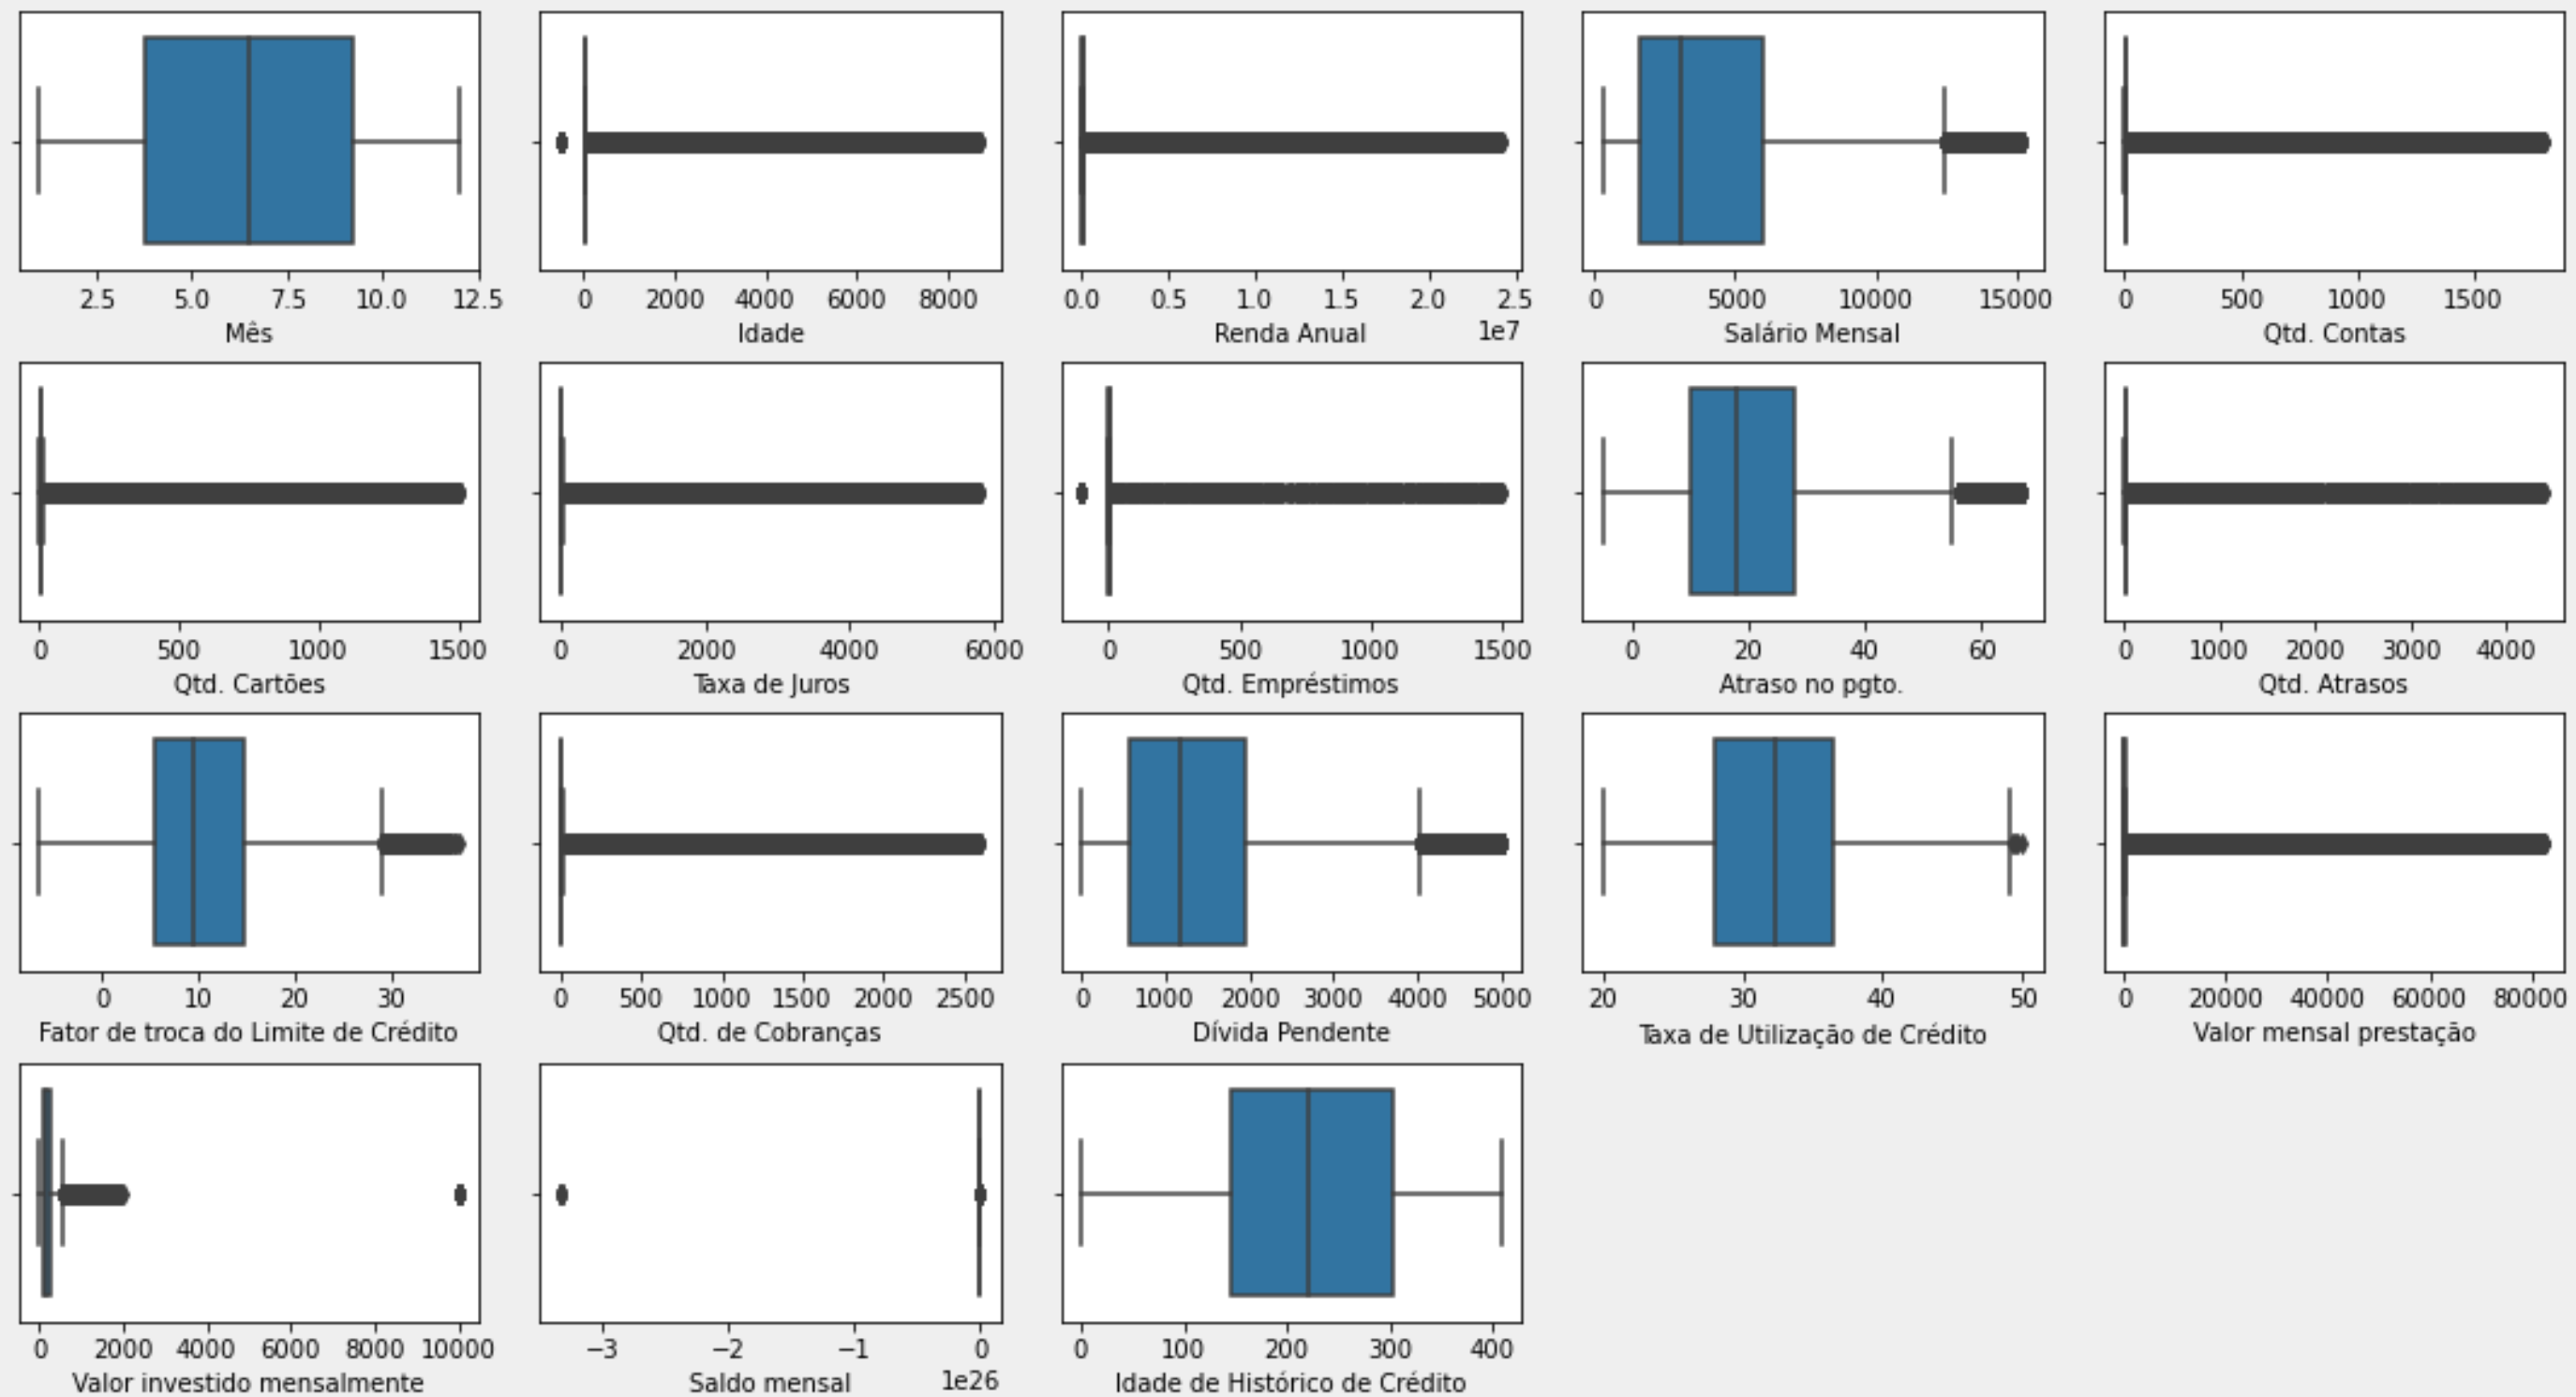 2.5 5.0 7.5 10.0 12.5
Mês
0 2000 4000 6000 8000
Idade
0.0 0.5 1.0 1.5 2.0 2.5
Renda Anual 1e7
0 5000 10000 15000
Salário Mensal
0 500 1000 1500
Qtd. Contas
0 500 1000 1500
Qtd. Cartões
0 2000 4000 6000
Taxa de Juros
0 500 1000 1500
Qtd. Empréstimos
0 20 40 60
Atraso no pgto.
0 1000 2000 3000 4000
Qtd. Atrasos
0 10 20 30
Fator de troca do Limite de Crédito
0 500 1000 1500 2000 2500
Qtd. de Cobranças
0 1000 2000 3000 4000 5000
Dívida Pendente
20 30 40 50
Taxa de Utilização de Crédito
0 20000 40000 60000 80000
Valor mensal prestação
0 2000 4000 6000 8000 10000
Valor investido mensalmente
−3 −2 −1 0
Saldo mensal 1e26
0 100 200 300 400
Idade de Histórico de Crédito